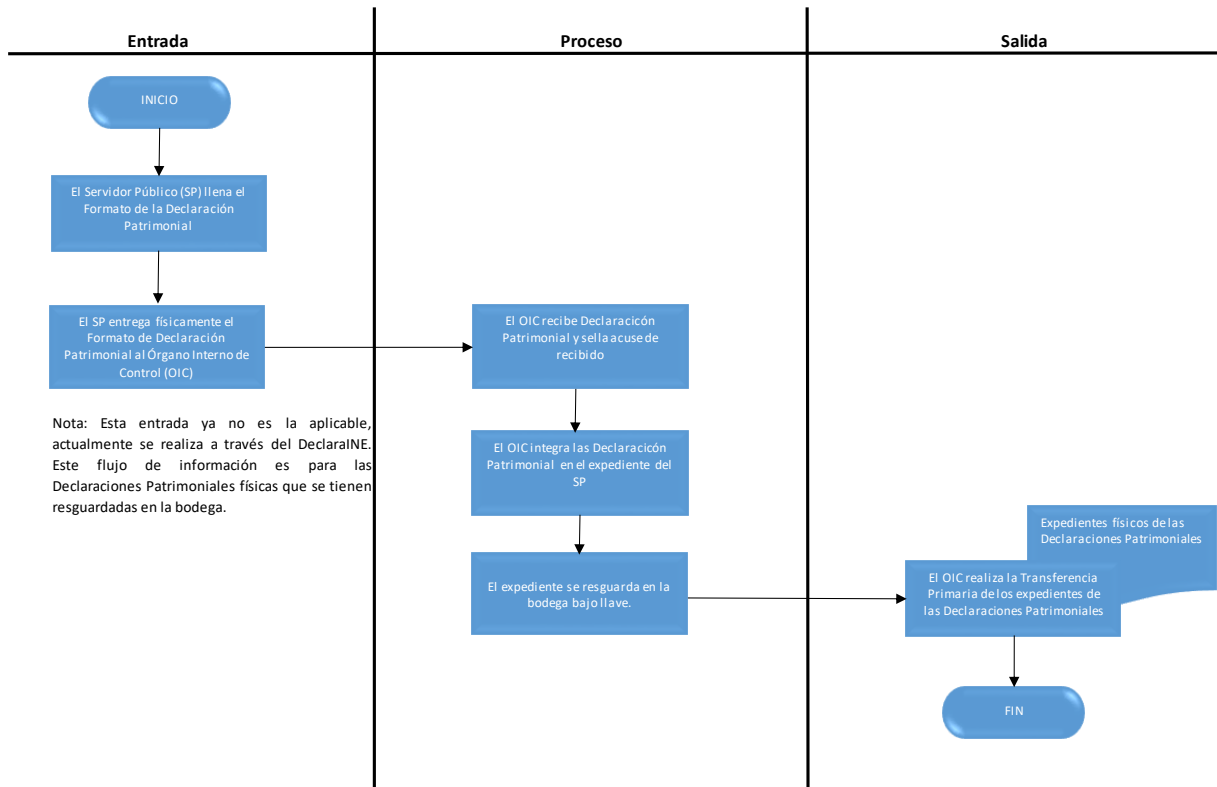 Entrada
Proceso
Salida
INICIO
El Servidor Público (SP) llena el
Formato de la Declaración
Patrimonial
El SP entrega físicamente el
Formato de Declaración
Patrimonial al Órgano Interno de
Control (OIC)
Nota: Esta entrada ya no es la aplicable,
actualmente se realiza a través del DeclaraINE.
Este flujo de información es para las
Declaraciones Patrimoniales físicas que se tienen
resguardadas en la bodega.
El OIC recibe Declaracicón
Patrimonial y sella acuse de
recibido
El OIC integra las Declaracicón
Patrimonial en el expediente del
SP
El expediente se resguarda en la
bodega bajo llave.
Expedientes físicos de las
Declaraciones Patrimoniales
El OIC realiza la Transferencia
Primaria de los expedientes de
las Declaraciones Patrimoniales
FIN